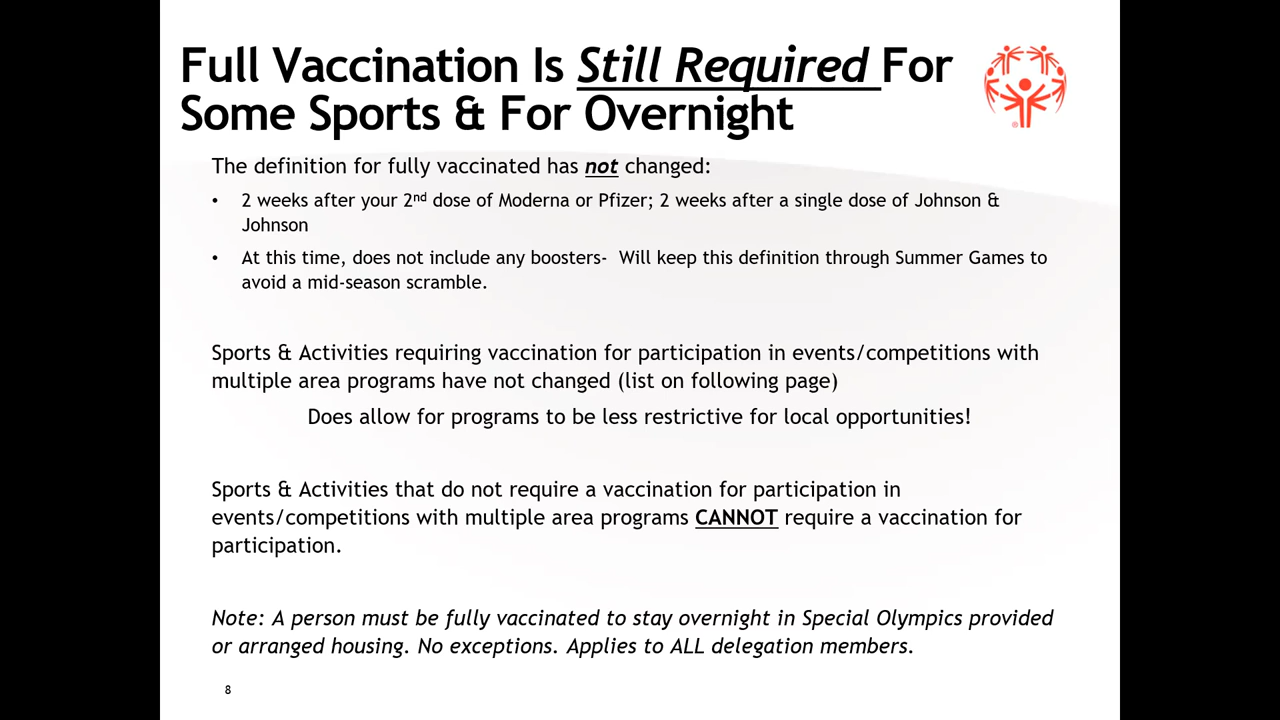 Full Vaccination Is Still Required For
Some Sports & For Overnight
The definition for fully vaccinated has not changed:
• 2 weeks after your 2nd dose of Moderna or Pfizer; 2 weeks after a single dose of Johnson &
Johnson
• At this time, does not include any boosters- Will keep this definition through Summer Games to
avoid a mid-season scramble.
Sports & Activities requiring vaccination for participation in events/competitions with
multiple area programs have not changed (list on following page)
Does allow for programs to be less restrictive for local opportunities!
Sports & Activities that do not require a vaccination for participation in
events/competitions with multiple area programs CANNOT require a vaccination for
participation.
Note: A person must be fully vaccinated to stay overnight in Special Olympics provided
or arranged housing. No exceptions. Applies to ALL delegation members.
8